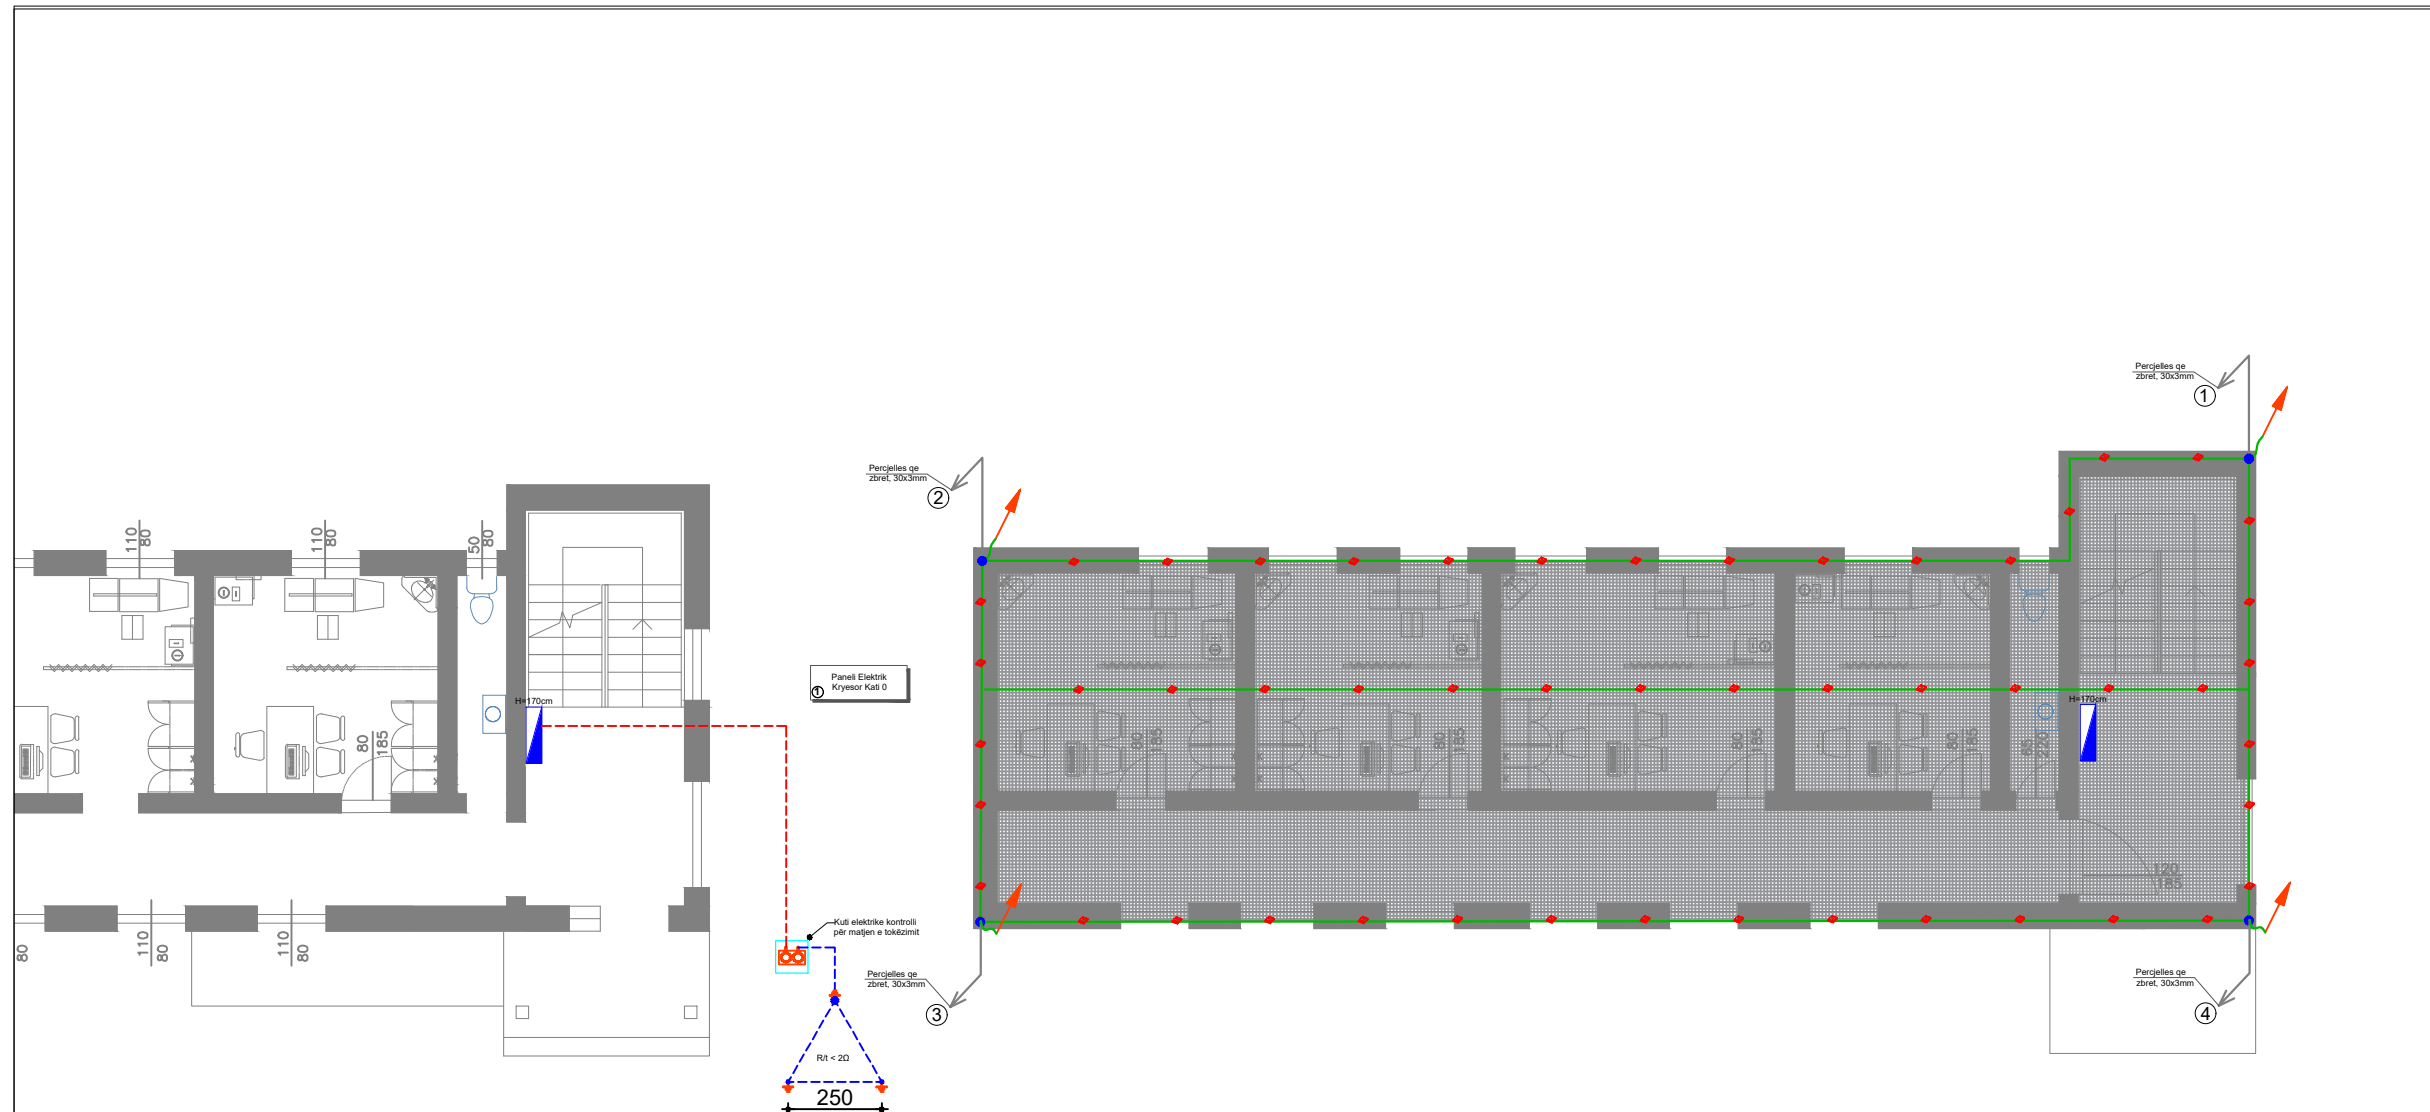 Percjelles qe
zbret, 30x3mm
1
Percjelles qe
zbret, 30x3mm
2
110
80
110
80
50
80
H=170cm
Paneli Elektrik
Kryesor Kati 0
1
H=170cm
80
185
80
185
80
185
80
185
80
185
85
220
120
185
110
80
110
80
80
Kuti elektrike kontrolli
për matjen e tokëzimit
Percjelles qe
zbret, 30x3mm
3
Percjelles qe
zbret, 30x3mm
4
R/t < 2Ω
250